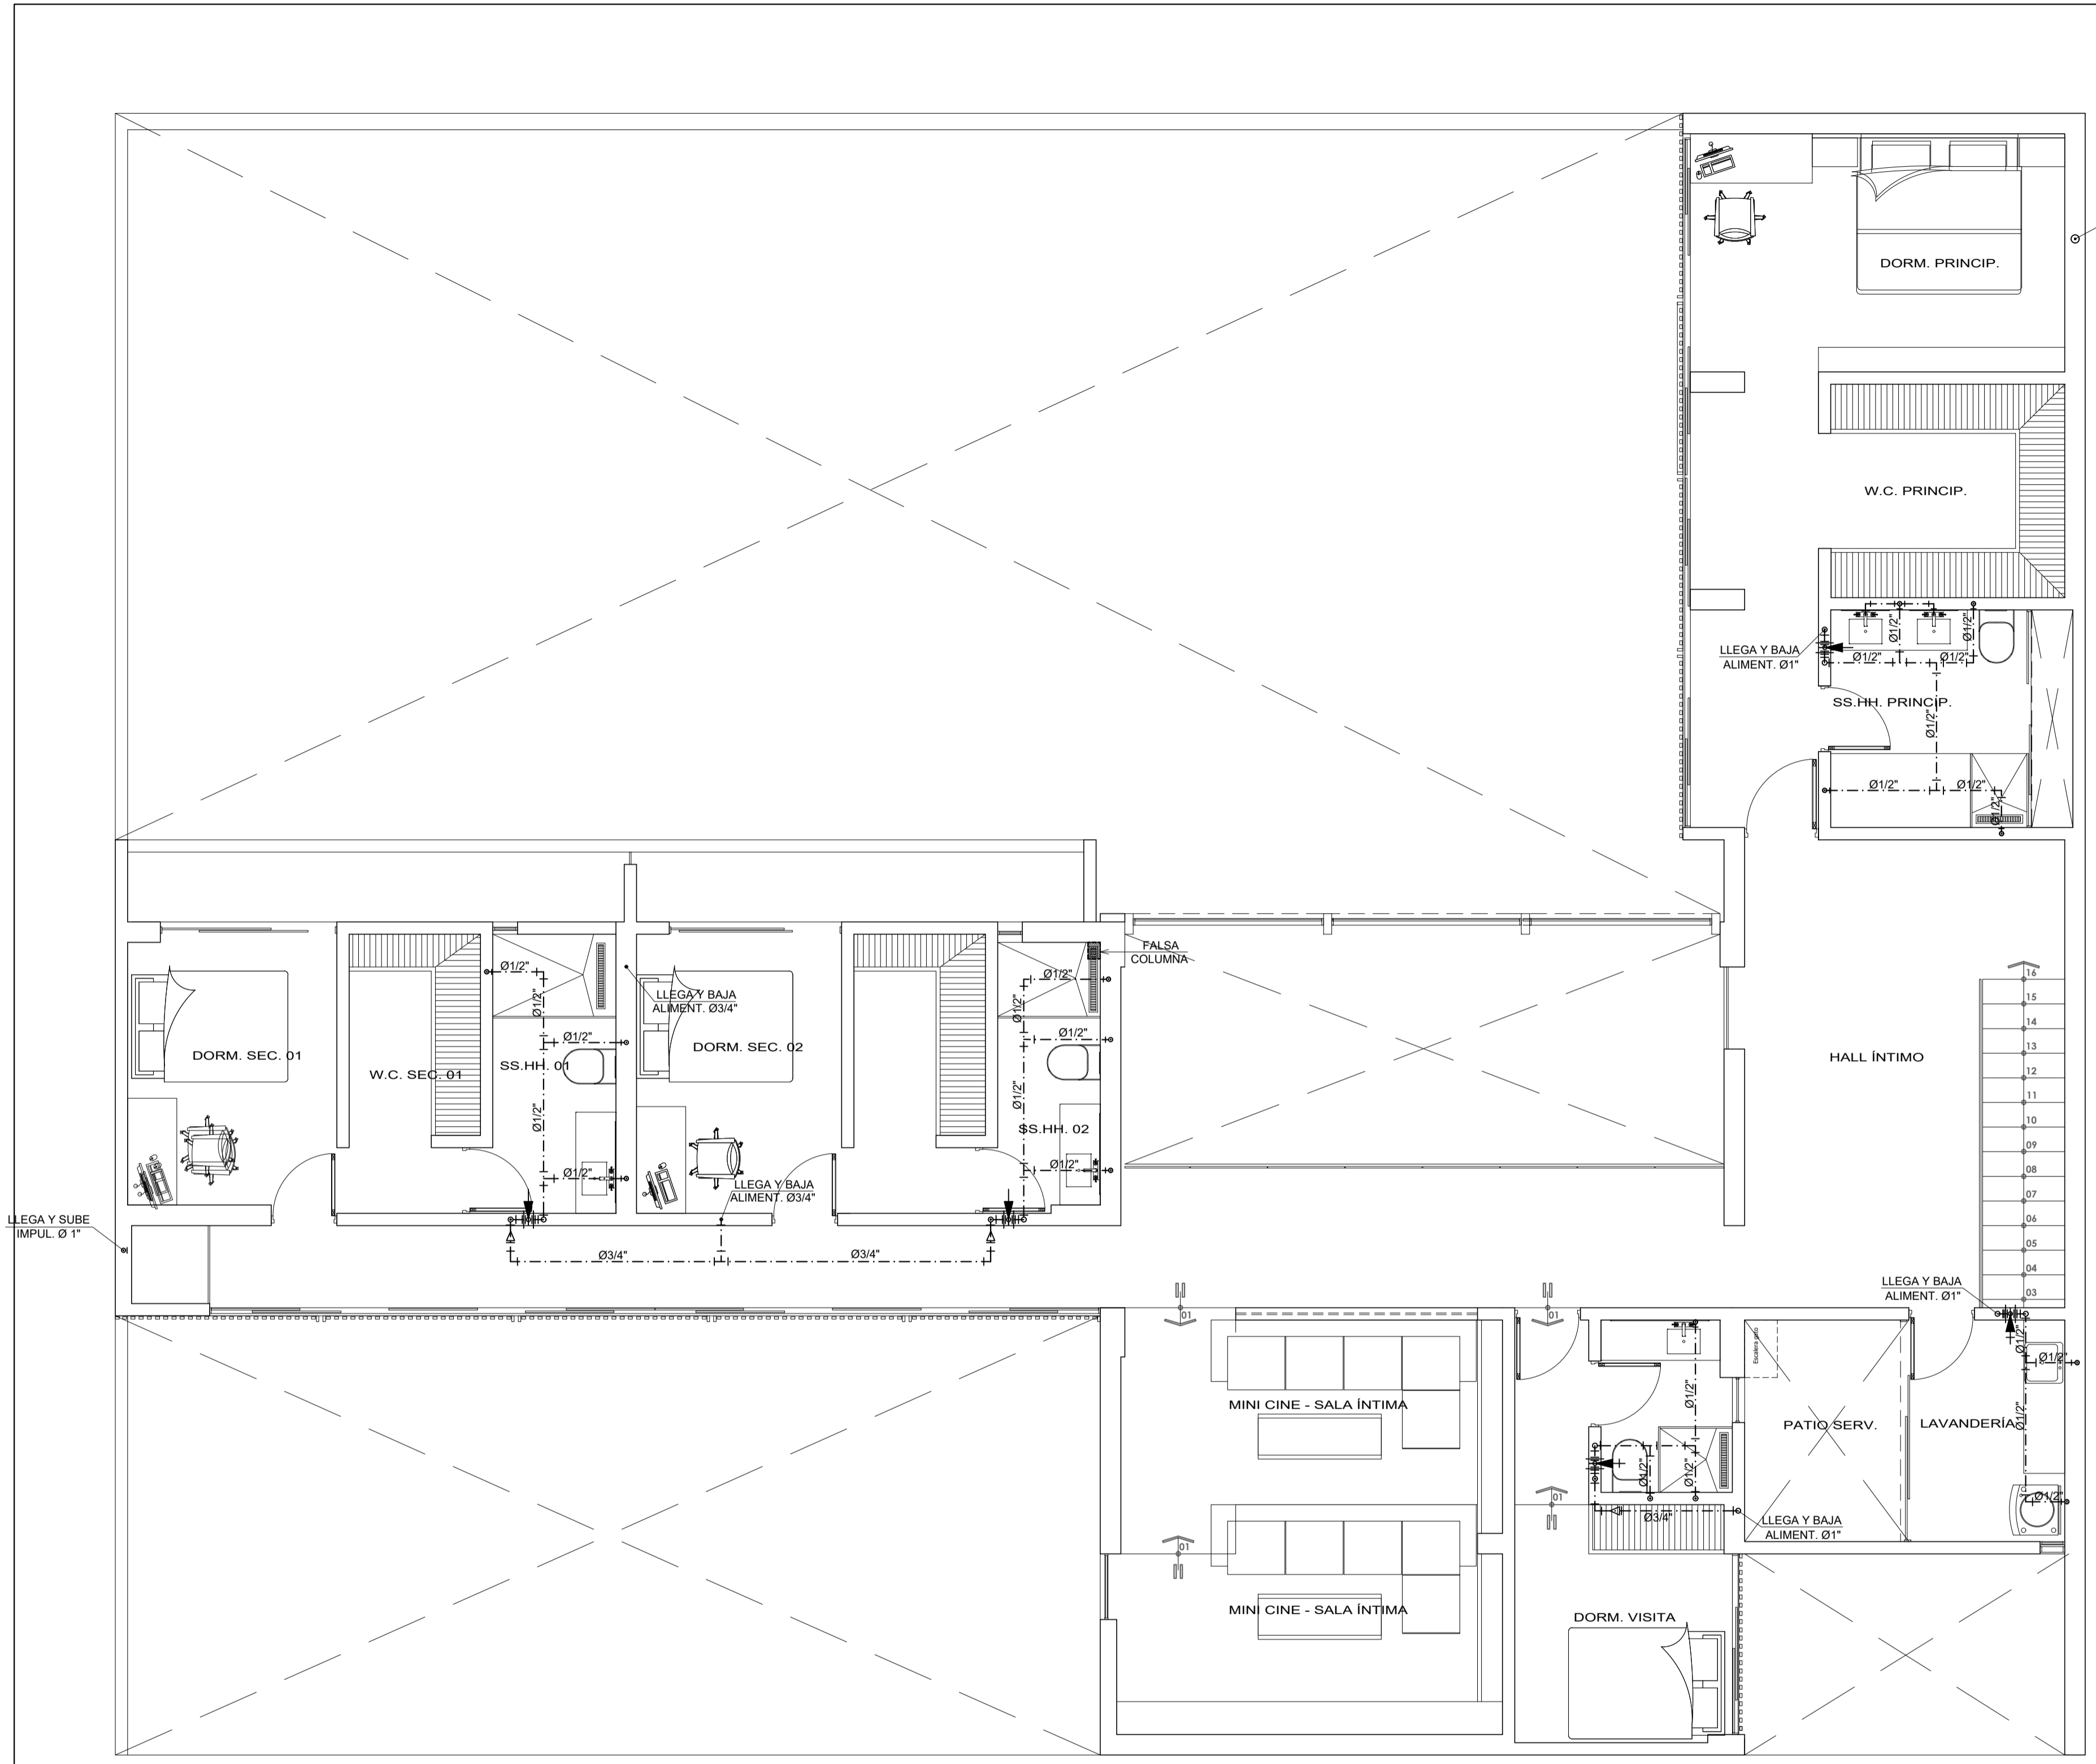 DORM. PRINCIP.
W.C. PRINCIP.
LLEGA Y BAJA
ALIMENT. Ø1"
Ø1/2"
Ø1/2"
Ø1/2"
Ø1/2"
SS.HH. PRINCIP.
Ø1/2"
Ø1/2"
Ø1/2"
Ø1/2"
FALSA
COLUMNA
Ø1/2"
Ø1/2"
LLEGA Y BAJA
ALIMENT. Ø3/4"
Ø1/2"
Ø1/2"
Ø1/2"
Ø1/2"
DORM. SEC. 01
W.C. SEC. 01
SS.HH. 01
DORM. SEC. 02
Ø1/2"
Ø1/2"
SS.HH. 02
Ø1/2"
Ø1/2"
HALL ÍNTIMO
16
15
14
13
12
11
10
09
08
07
06
05
04
03
LLEGA Y BAJA
ALIMENT. Ø3/4"
LLEGA Y SUBE
IMPUL. Ø 1"
Ø3/4"
Ø3/4"
LLEGA Y BAJA
ALIMENT. Ø1"
01
01
Escalera gato
Ø1/2"
Ø1/2"
Ø1/2"
MINI CINE - SALA ÍNTIMA
Ø1/2"
PATIO SERV.
LAVANDERÍA
Ø1/2"
Ø1/2"
Ø1/2"
01
Ø3/4"
LLEGA Y BAJA
ALIMENT. Ø1"
01
MINI CINE - SALA ÍNTIMA
DORM. VISITA